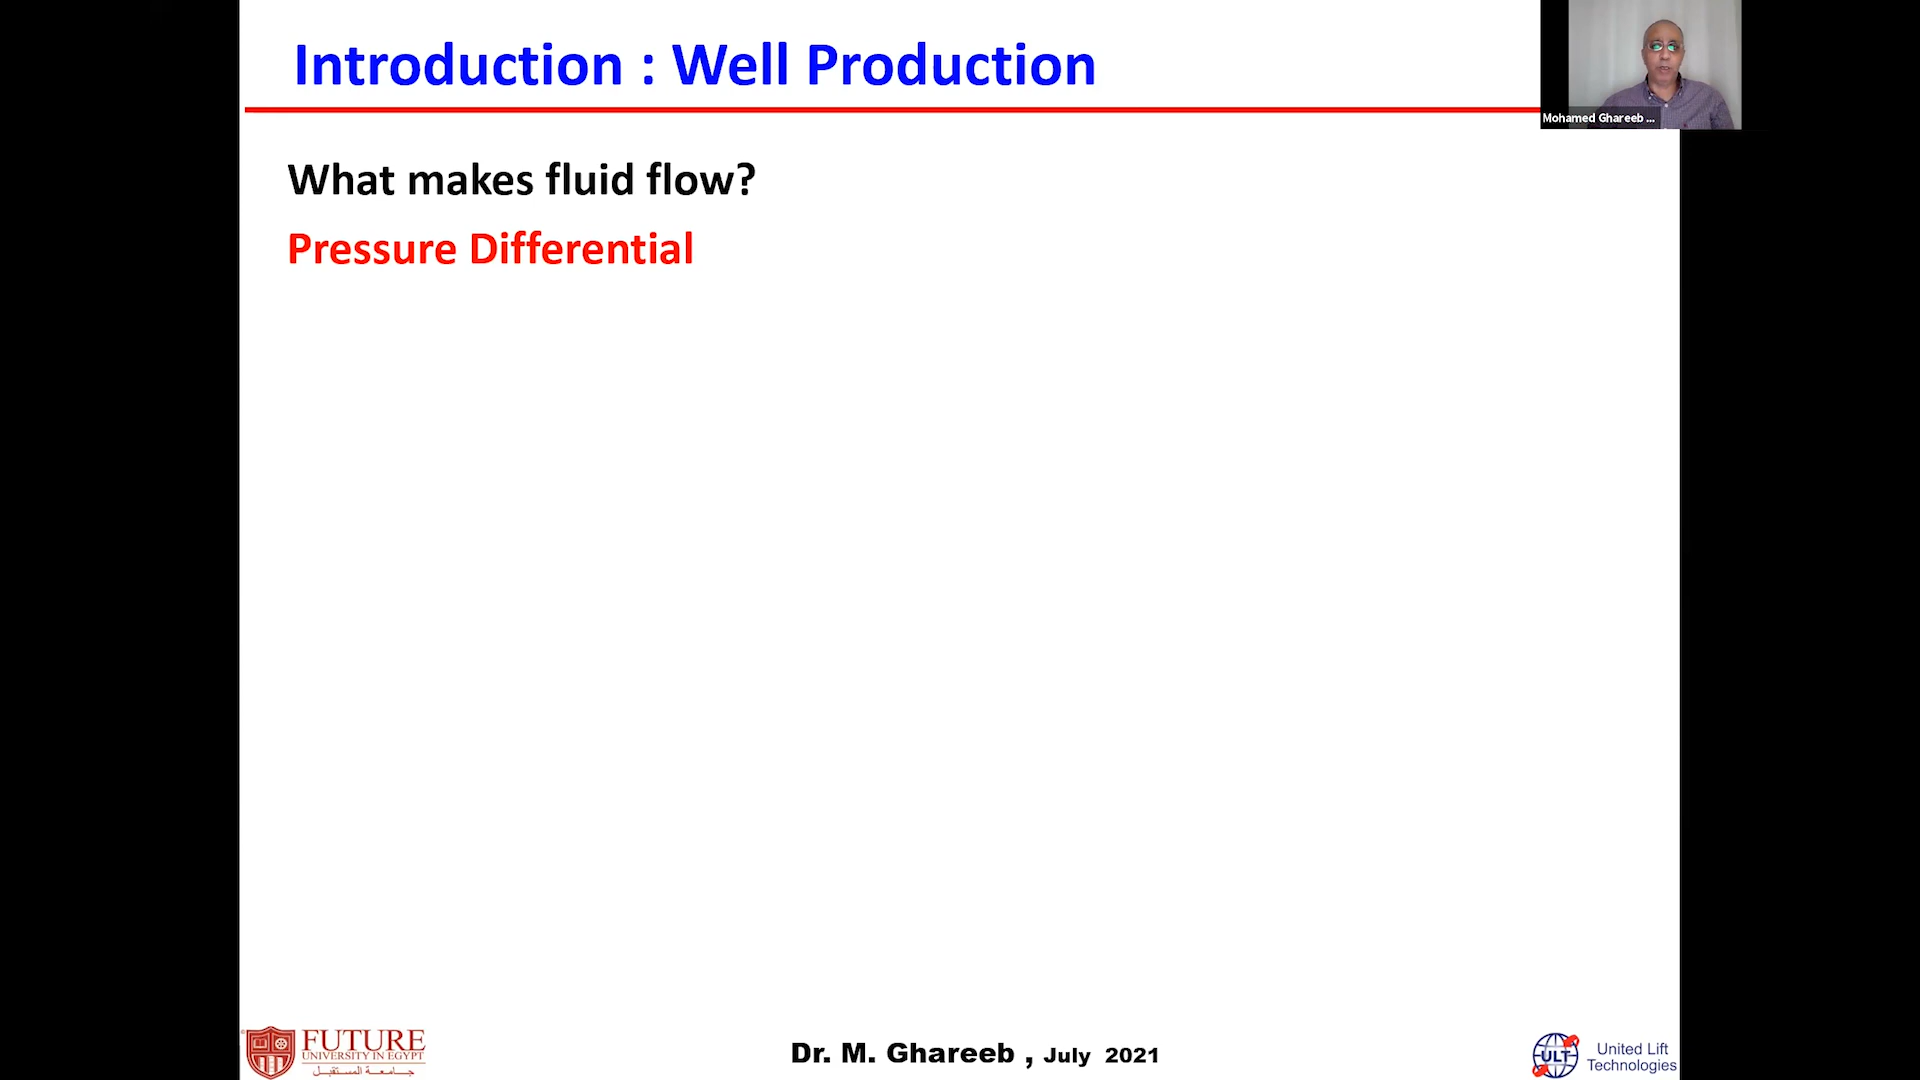 Introduction : Well Production
Mohamed Ghareeb ...
What makes fluid flow?
Pressure Differential
FUTURE
UNIVERSITY IN EGYPT
جامعة المستقبل
Dr. M. Ghareeb , July 2021
ULT
United Lift
Technologies